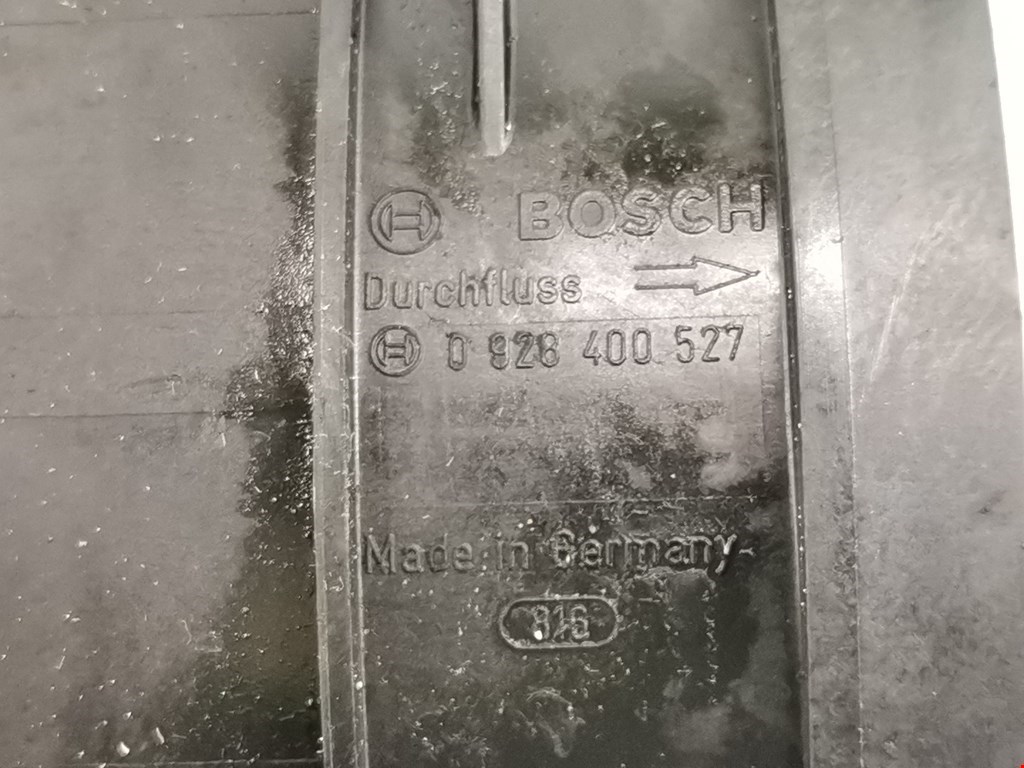 BOSCH
Durchfluss
0 928 400 527
Made in Germany
816